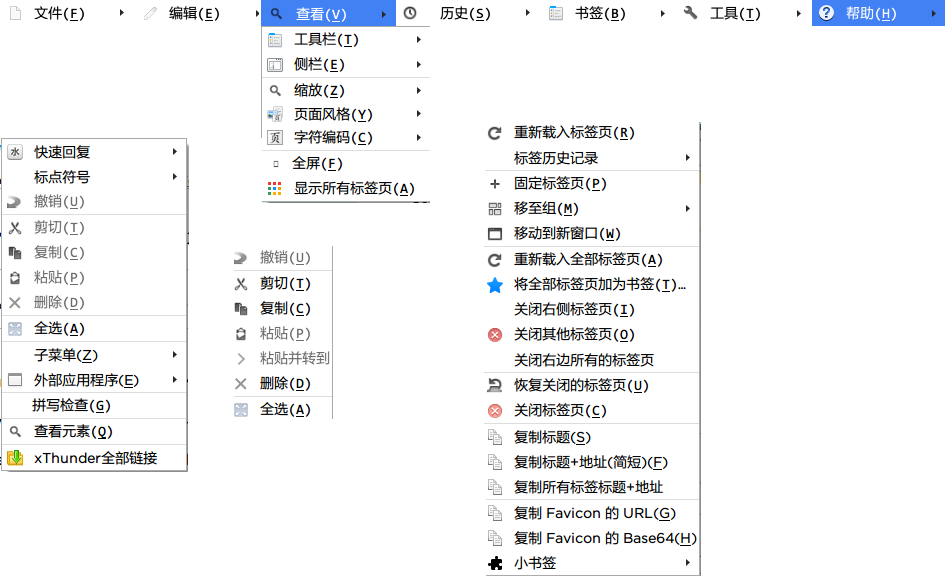 文件(F)
编辑(E)
查看(V)
历史(S)
书签(B)
工具(T)
帮助(H)
工具栏(T)
侧栏(E)
缩放(Z)
页面风格(Y)
字符编码(C)
全屏(F)
显示所有标签页(A)
快速回复
标点符号
撤销(U)
剪切(T)
复制(C)
粘贴(P)
删除(D)
全选(A)
子菜单(Z)
外部应用程序(E)
拼写检查(G)
查看元素(Q)
xThunder全部链接
撤销(U)
剪切(T)
复制(C)
粘贴(P)
粘贴并转到
删除(D)
全选(A)
重新载入标签页(R)
标签历史记录
固定标签页(P)
移至组(M)
移动到新窗口(W)
重新载入全部标签页(A)
将全部标签页加为书签(T)...
关闭右侧标签页(I)
关闭其他标签页(O)
关闭右边所有的标签页
恢复关闭的标签页(U)
关闭标签页(C)
复制标题(S)
复制标题+地址(简短)(F)
复制所有标签标题+地址
复制 Favicon 的 URL(G)
复制 Favicon 的 Base64(H)
小书签